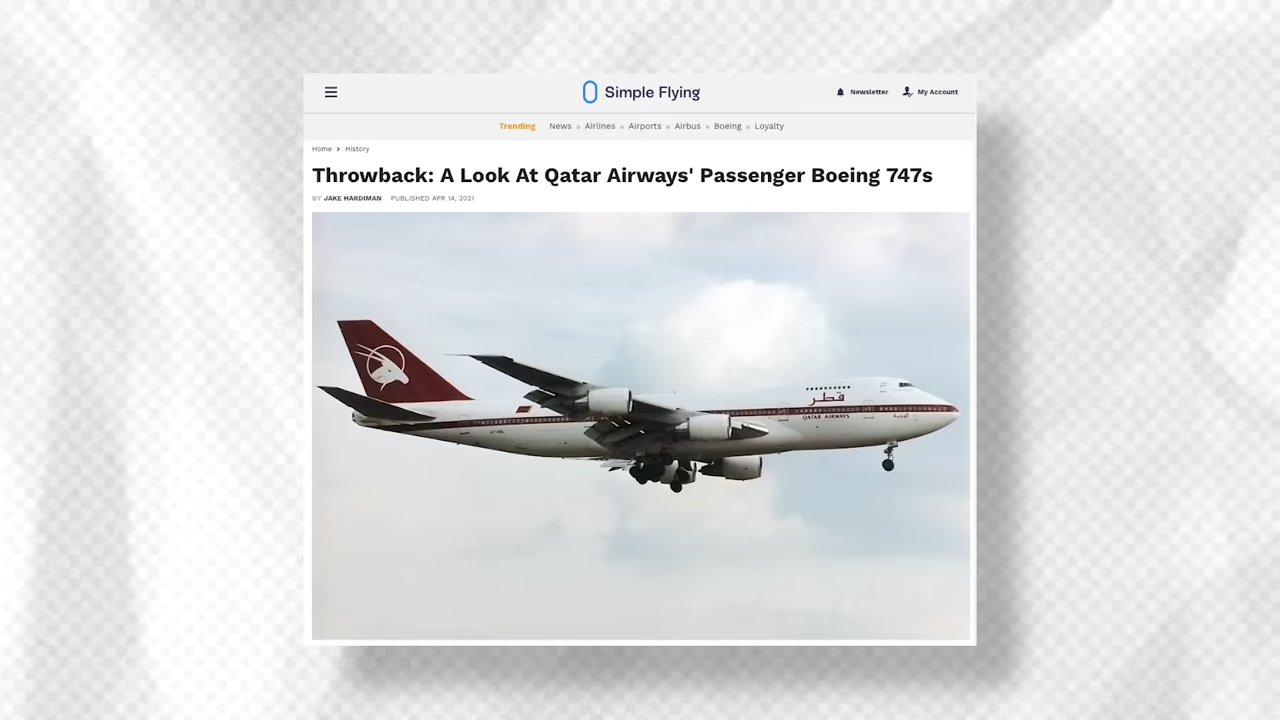 Simple Flying
Newsletter
My Account
Trending News Airlines Airports Airbus Boeing Loyalty
Home > History
Throwback: A Look At Qatar Airways' Passenger Boeing 747s
BY JAKE HARDIMAN PUBLISHED APR 14, 2021
قطر
QATAR AIRWAYS